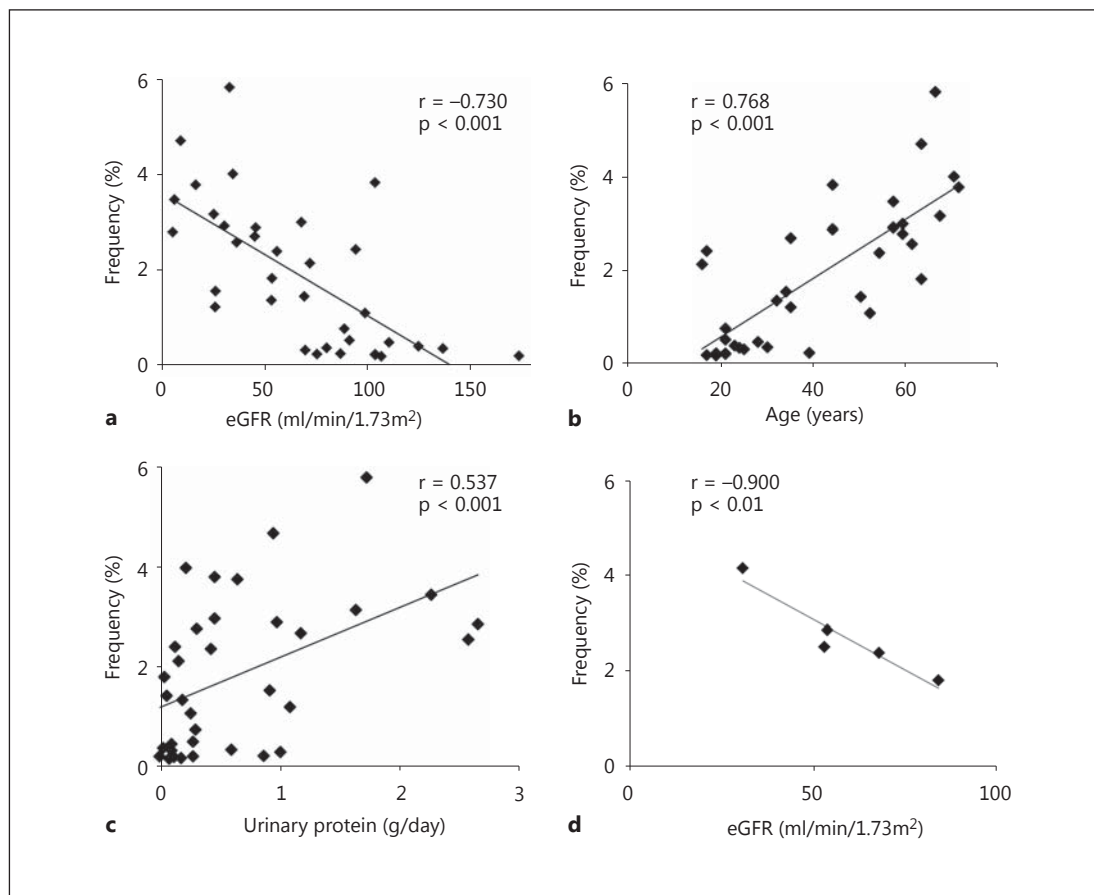 6
4
2
0
Frequency (%)
r = –0.730
p < 0.001
0 50 100 150
eGFR (ml/min/1.73m²)
a
6
4
2
0
Frequency (%)
r = 0.768
p < 0.001
0 20 40 60
Age (years)
b
6
4
2
0
Frequency (%)
r = 0.537
p < 0.001
0 1 2 3
Urinary protein (g/day)
c
6
4
2
0
Frequency (%)
r = –0.900
p < 0.01
0 50 100
eGFR (ml/min/1.73m²)
d